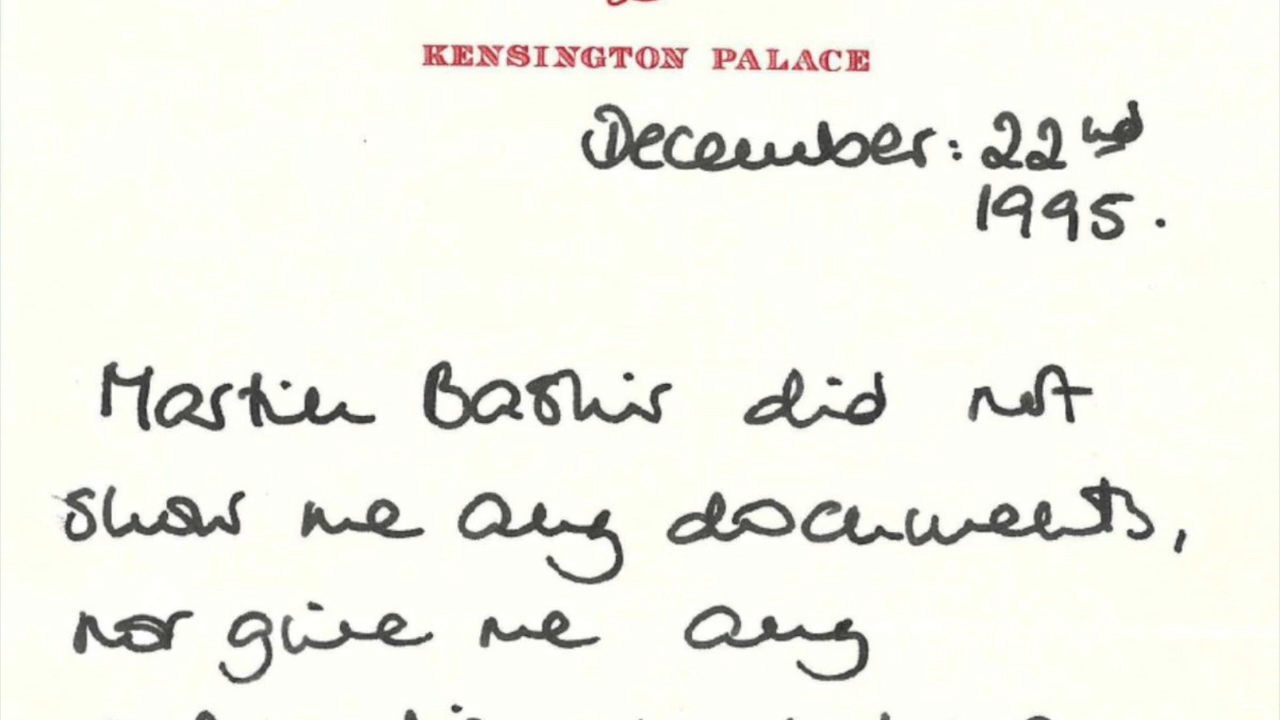 KENSINGTON PALACE
December: 22nd
1995.
Martin Bashir did not
show me any documents,
nor give me any